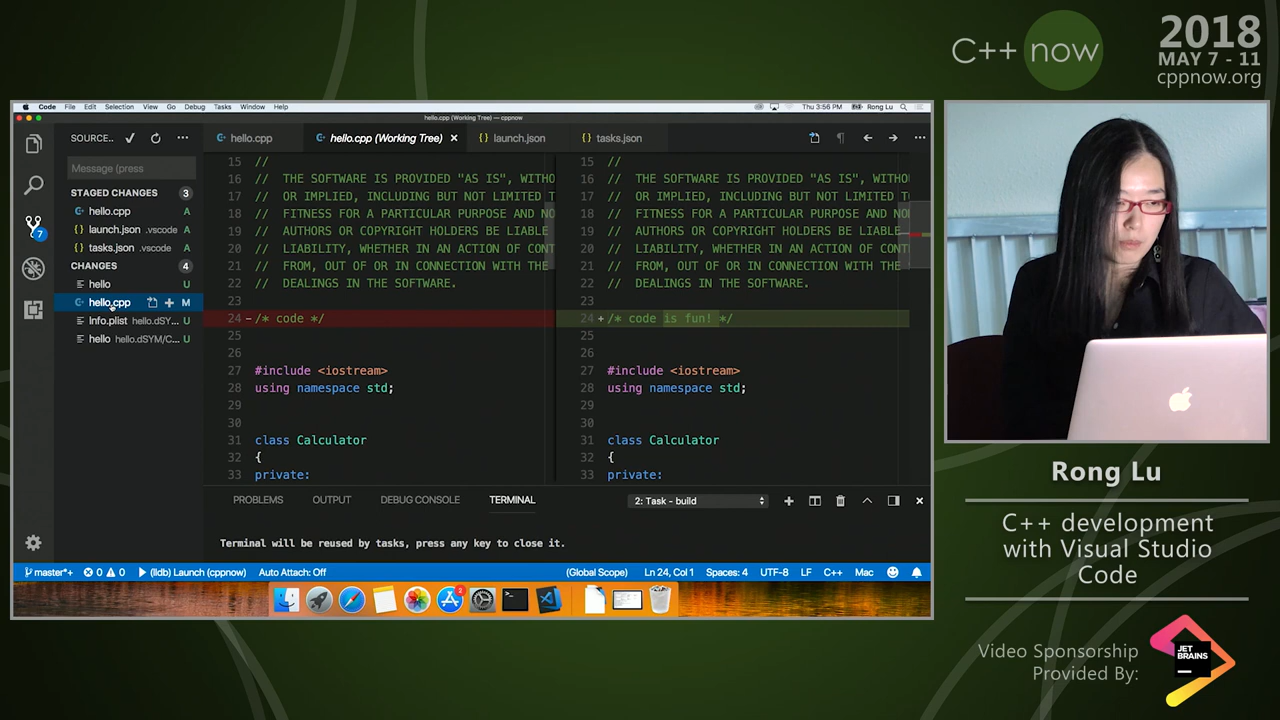 C++ now
2018
MAY 7 - 11
cppnow.org
Code File Edit Selection View Go Debug Tasks Window Help
Thu 3:56 PM Rong Lu
hello.cpp (Working Tree) — cppnow
SOURCE...
hello.cpp
hello.cpp (Working Tree)
launch.json
tasks.json
Message (press
STAGED CHANGES 3
hello.cpp A
launch.json .vscode A
tasks.json .vscode A
CHANGES 4
hello U
hello.cpp M
Info.plist hello.dSY... U
hello hello.dSYM/C... U
7
15 //
16 // THE SOFTWARE IS PROVIDED "AS IS", WITHO
17 // OR IMPLIED, INCLUDING BUT NOT LIMITED T
18 // FITNESS FOR A PARTICULAR PURPOSE AND NO
19 // AUTHORS OR COPYRIGHT HOLDERS BE LIABLE
20 // LIABILITY, WHETHER IN AN ACTION OF CONT
21 // FROM, OUT OF OR IN CONNECTION WITH THE
22 // DEALINGS IN THE SOFTWARE.
23
24 - /* code */
25
26
27 #include <iostream>
28 using namespace std;
29
30
31 class Calculator
32 {
33 private:
15 //
16 // THE SOFTWARE IS PROVIDED "AS IS", WITHOU
17 // OR IMPLIED, INCLUDING BUT NOT LIMITED T
18 // FITNESS FOR A PARTICULAR PURPOSE AND NO
19 // AUTHORS OR COPYRIGHT HOLDERS BE LIABLE
20 // LIABILITY, WHETHER IN AN ACTION OF CONT
21 // FROM, OUT OF OR IN CONNECTION WITH THE
22 // DEALINGS IN THE SOFTWARE.
23
24 + /* code is fun! */
25
26
27 #include <iostream>
28 using namespace std;
29
30
31 class Calculator
32 {
33 private:
PROBLEMS OUTPUT DEBUG CONSOLE TERMINAL
2: Task - build
Terminal will be reused by tasks, press any key to close it.
master*+ 0 0 (lldb) Launch (cppnow) Auto Attach: Off
(Global Scope) Ln 24, Col 1 Spaces: 4 UTF-8 LF C++ Mac
Rong Lu
C++ development
with Visual Studio
Code
Video Sponsorship
Provided By:
JET
BRAINS